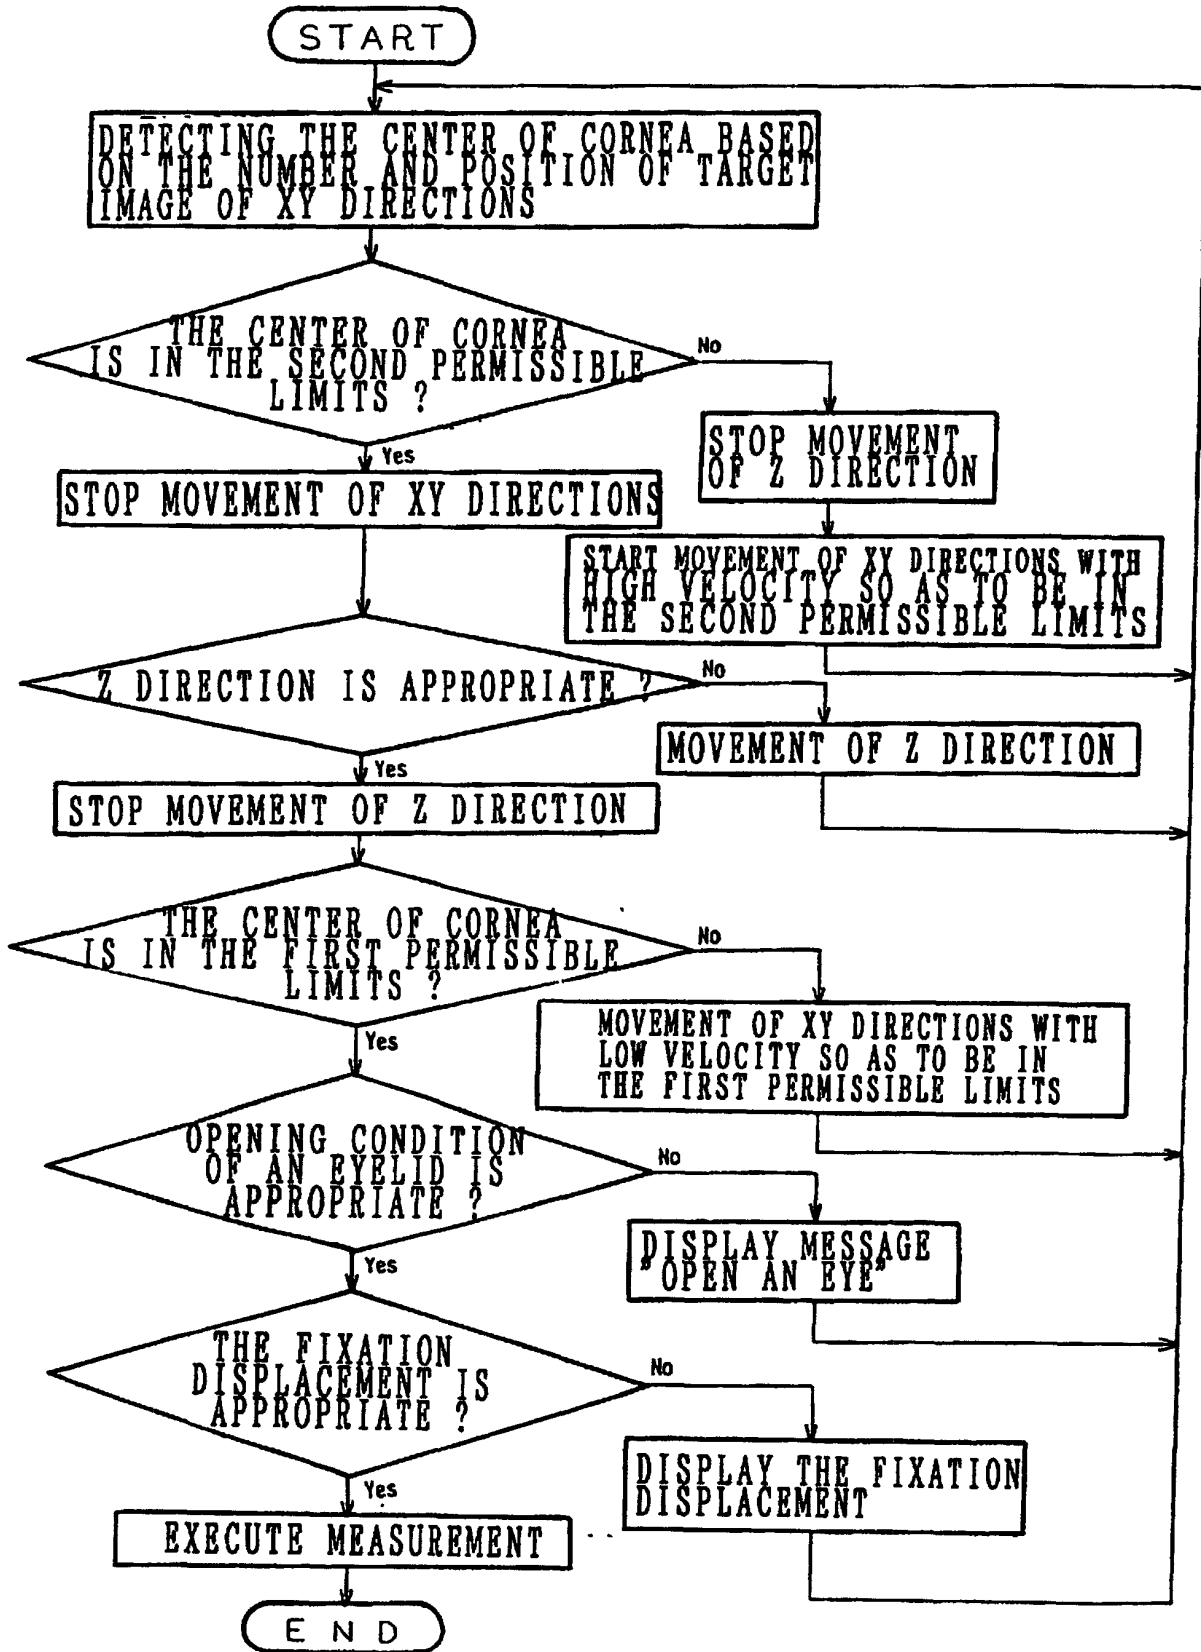 START
DETECTING THE CENTER OF CORNEA BASED
ON THE NUMBER AND POSITION OF TARGET
IMAGE OF XY DIRECTIONS
THE CENTER OF CORNEA
IS IN THE SECOND PERMISSIBLE
LIMITS ?
No
STOP MOVEMENT
OF Z DIRECTION
Yes
STOP MOVEMENT OF XY DIRECTIONS
START MOVEMENT OF XY DIRECTIONS WITH
HIGH VELOCITY SO AS TO BE IN
THE SECOND PERMISSIBLE LIMITS
Z DIRECTION IS APPROPRIATE ?
No
MOVEMENT OF Z DIRECTION
Yes
STOP MOVEMENT OF Z DIRECTION
THE CENTER OF CORNEA
IS IN THE FIRST PERMISSIBLE
LIMITS ?
No
MOVEMENT OF XY DIRECTIONS WITH
LOW VELOCITY SO AS TO BE IN
THE FIRST PERMISSIBLE LIMITS
Yes
OPENING CONDITION
OF AN EYELID IS
APPROPRIATE ?
No
DISPLAY MESSAGE
"OPEN AN EYE"
Yes
THE FIXATION
DISPLACEMENT IS
APPROPRIATE ?
No
DISPLAY THE FIXATION
DISPLACEMENT
Yes
EXECUTE MEASUREMENT
END